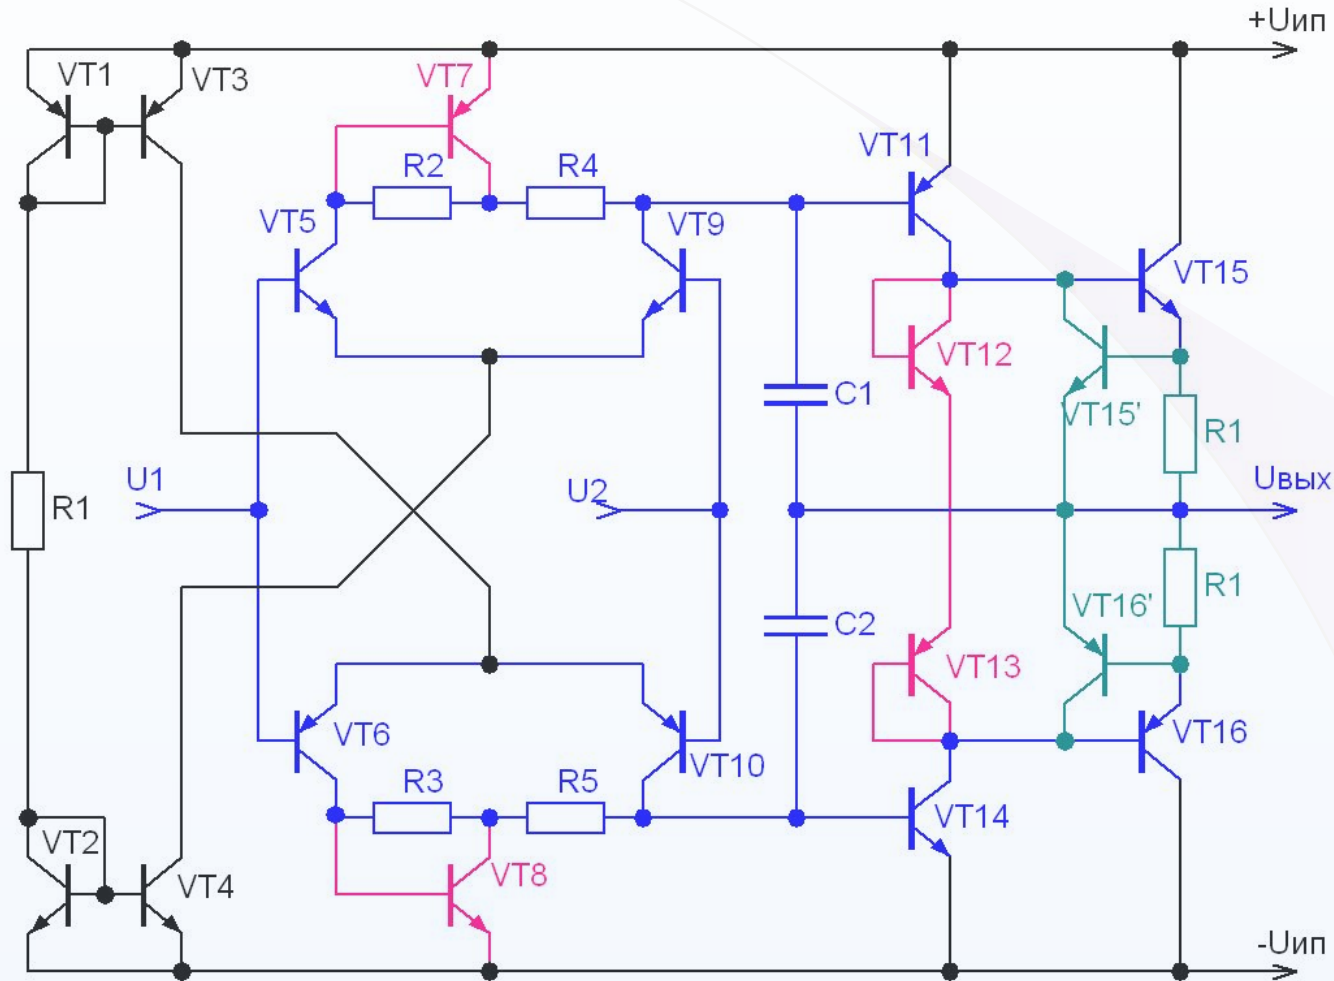 +Uип
VT1
VT3
VT7
VT11
R2
R4
VT5
VT9
VT15
VT12
C1
VT15'
R1
U1
U2
Uвых
R1
C2
VT16'
R1
VT13
VT6
VT10
VT16
R3
R5
VT14
VT2
VT4
VT8
-Uип